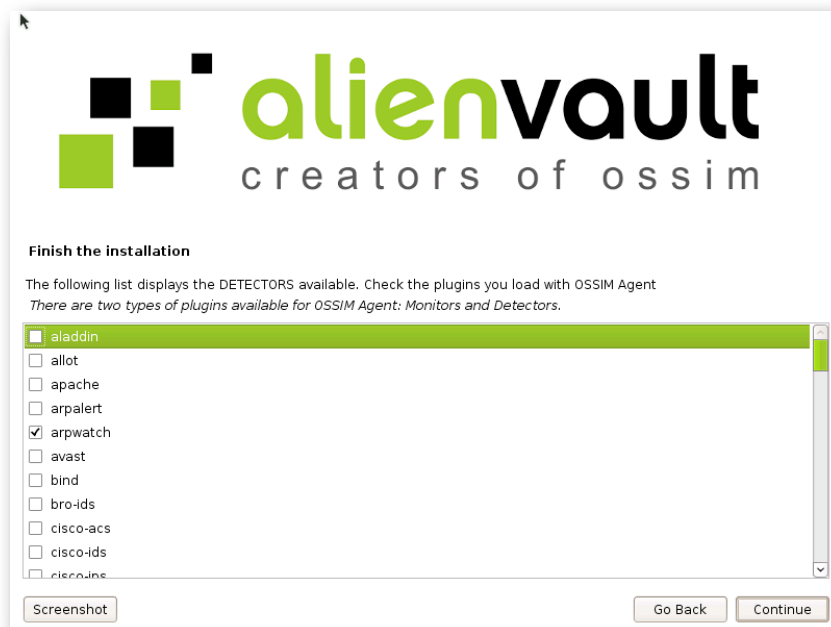 alienvault
creators of ossim
Finish the installation
The following list displays the DETECTORS available. Check the plugins you load with OSSIM Agent
There are two types of plugins available for OSSIM Agent: Monitors and Detectors.
aladdin
allot
apache
arpalert
arpwatch
avast
bind
bro-ids
cisco-acs
cisco-ids
cisco-ips
Screenshot
Go Back
Continue